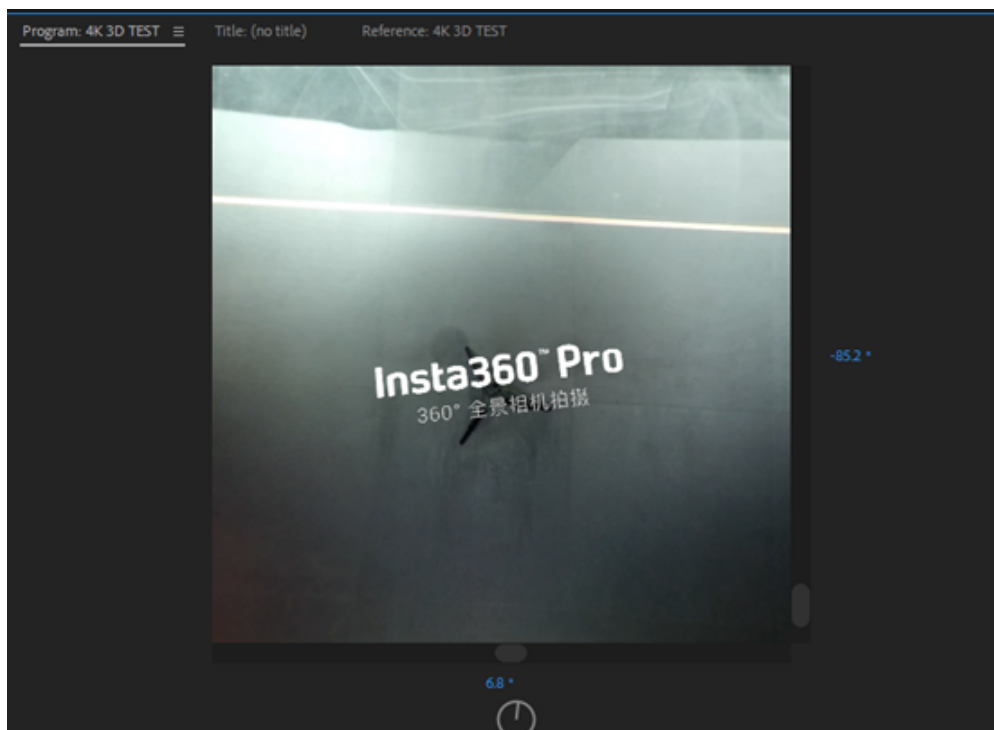 Program: 4K 3D TEST Title: (no title) Reference: 4K 3D TEST
Insta360™ Pro
360° 全景相机拍摄
-85.2 °
6.8 °